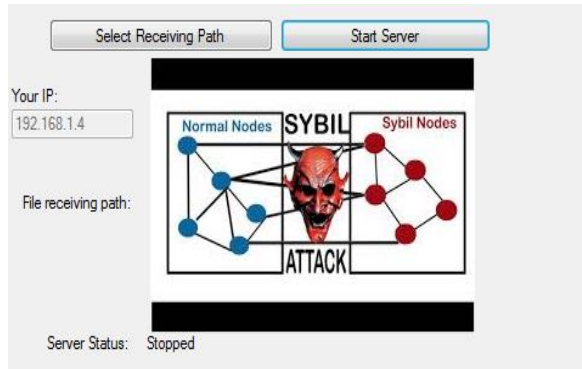 Select Receiving Path
Start Server
Your IP:
192.168.1.4
Normal Nodes
SYBIL
Sybil Nodes
File receiving path:
ATTACK
Server Status: Stopped